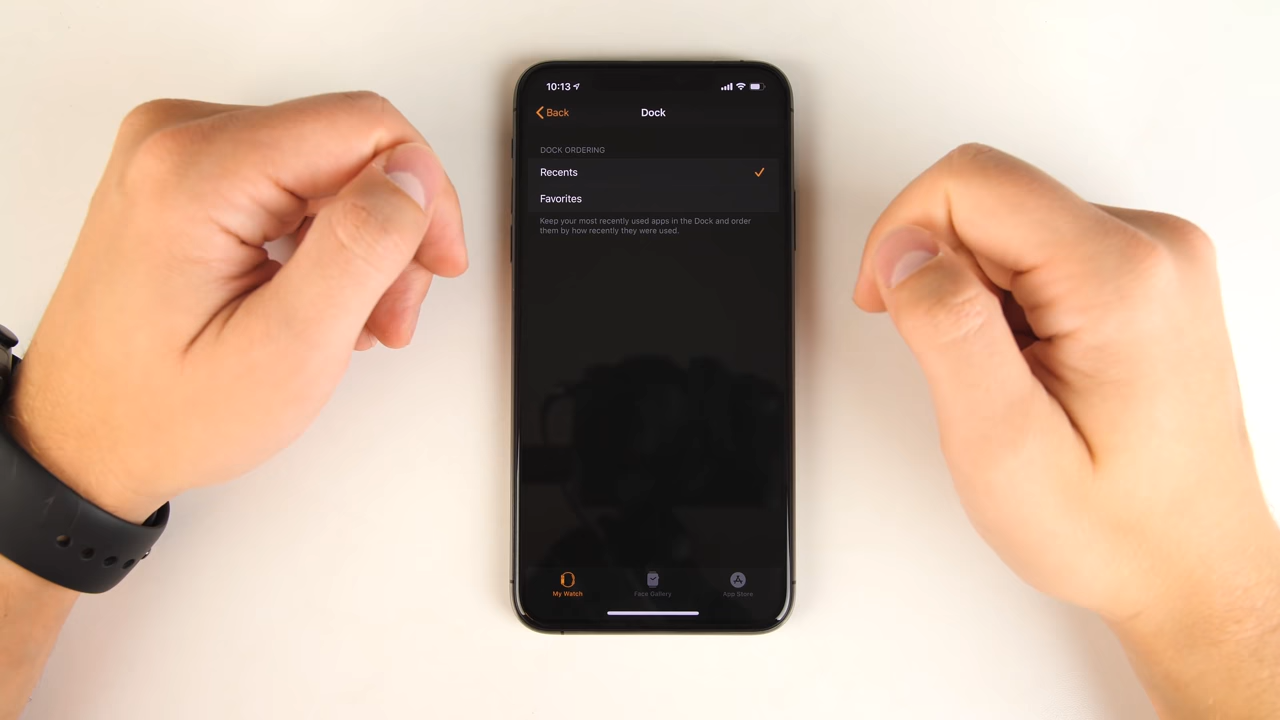 10:13
Back
Dock
DOCK ORDERING
Recents
Favorites
Keep your most recently used apps in the Dock and order
them by how recently they were used.
My Watch
Face Gallery
App Store